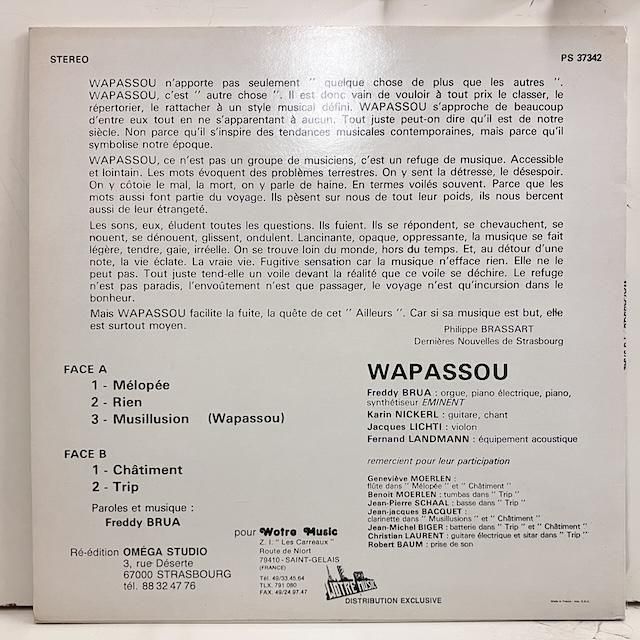 STEREO
PS 37342
WAPASSOU n'apporte pas seulement " quelque chose de plus que les autres ".
WAPASSOU, c'est " autre chose ". Il est donc vain de vouloir à tout prix le classer, le
répertorier, le rattacher à un style musical défini. WAPASSOU s'approche de beaucoup
d'entre eux tout en ne s'apparentant à aucun. Tout juste peut-on dire qu'il est de notre
siècle. Non parce qu'il s'inspire des tendances musicales contemporaines, mais parce qu'il
symbolise notre époque.
WAPASSOU, ce n'est pas un groupe de musiciens, c'est un refuge de musique. Accessible
et lointain. Les mots évoquent des problèmes terrestres. On y sent la détresse, le désespoir.
On y côtoie le mal, la mort, on y parle de haine. En termes voilés souvent. Parce que les
mots aussi font partie du voyage. Ils pèsent sur nous de tout leur poids, ils nous bercent
aussi de leur étrangeté.
Les sons, eux, éludent toutes les questions. Ils fuient. Ils se répondent, se chevauchent, se
nouent, se dénouent, glissent, ondulent. Lancinante, opaque, oppressante, la musique se fait
légère, tendre, gaie, irréelle. On se trouve loin du monde, hors du temps. Et, au détour d'une
note, la vie éclate. La vraie vie. Fugitive sensation car la musique n'efface rien. Elle ne
peut pas. Tout juste tend-elle un voile devant la réalité que ce voile se déchire. Le refuge
n'est pas paradis, l'envoûtement n'est que passager, le voyage n'est qu'incursion dans le
bonheur.
Mais WAPASSOU facilite la fuite, la quête de cet " Ailleurs ". Car si sa musique est but, elle
est surtout moyen.
Philippe BRASSART
Dernières Nouvelles de Strasbourg
FACE A
1 - Mélopée
2 - Rien
3 - Musillusion (Wapassou)
FACE B
1 - Châtiment
2 - Trip
Paroles et musique :
Freddy BRUA
Ré-édition OMÉGA STUDIO
3, rue Déserte
67000 STRASBOURG
tél. 88 32 47 76
pour Wotre Music
Z. I. " Les Carreaux "
Route de Niort
79410 - SAINT-GELAIS
(FRANCE)
Tél. 49/33.45.64
TLX. 791 080
FAX. 49/24.97.47
WOTRE MUSIC
DISTRIBUTION EXCLUSIVE
WAPASSOU
Freddy BRUA : orgue, piano électrique, piano,
synthétiseur EMINENT
Karin NICKERL : guitare, chant
Jacques LICHTI : violon
Fernand LANDMANN : équipement acoustique
remercient pour leur participation
Geneviève MOERLEN :
flûte dans " Mélopée " et " Châtiment "
Benoit MOERLEN : tumbas dans " Trip "
Jean-Pierre SCHAAL : basse dans " Trip "
Jean-jacques BACQUET :
clarinette dans " Musillusions " et " Châtiment "
Jean-Michel BIGER : batterie dans " Trip " et " Châtiment "
Christian LAURENT : guitare électrique et sitar dans " Trip "
Robert BAUM : prise de son